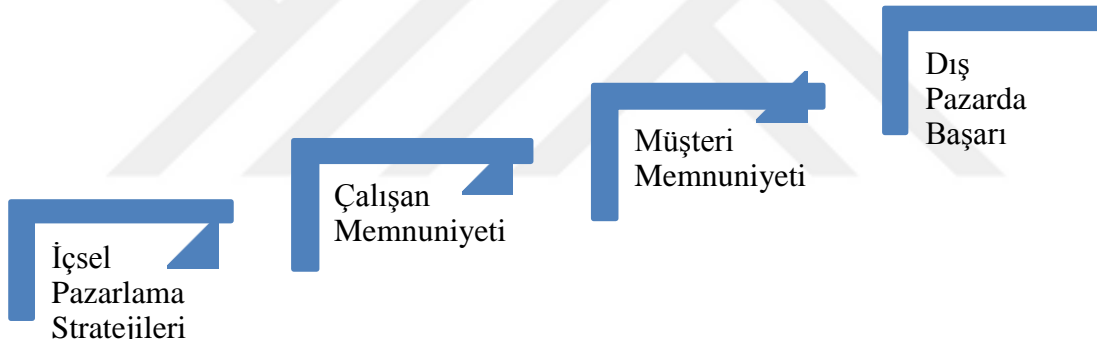 İçsel
Pazarlama
Stratejileri
Çalışan
Memnuniyeti
Müşteri
Memnuniyeti
Dış
Pazarda
Başarı